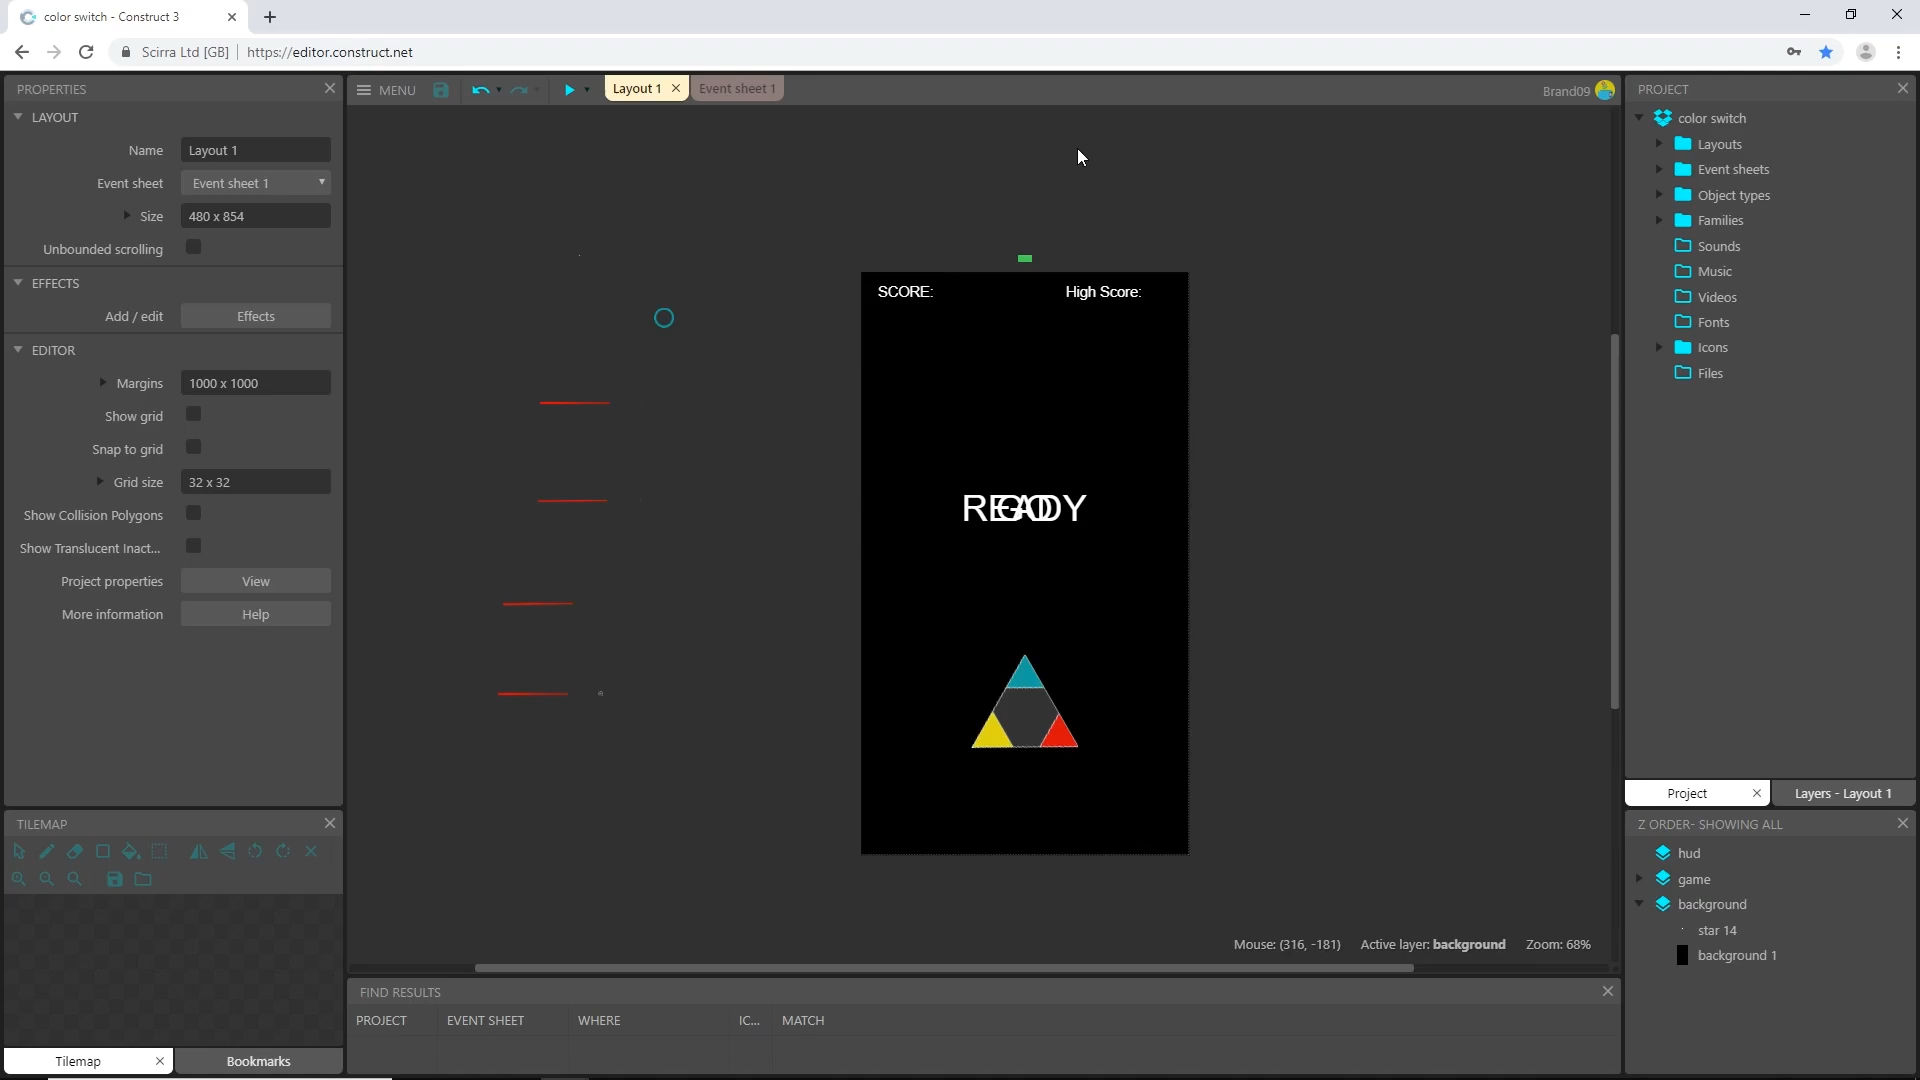 color switch - Construct 3
Scirra Ltd [GB] | https://editor.construct.net
PROPERTIES
LAYOUT
Name Layout 1
Event sheet Event sheet 1
Size 480 x 854
Unbounded scrolling
EFFECTS
Add / edit Effects
EDITOR
Margins 1000 x 1000
Show grid
Snap to grid
Grid size 32 x 32
Show Collision Polygons
Show Translucent Inact...
Project properties View
More information Help
TILEMAP
Tilemap
Bookmarks
MENU
Layout 1
Event sheet 1
Brand09
SCORE:
High Score:
READY
GO
Mouse: (316, -181) Active layer: background Zoom: 68%
FIND RESULTS
PROJECT EVENT SHEET WHERE IC... MATCH
PROJECT
color switch
Layouts
Event sheets
Object types
Families
Sounds
Music
Videos
Fonts
Icons
Files
Project
Layers - Layout 1
Z ORDER- SHOWING ALL
hud
game
background
star 14
background 1